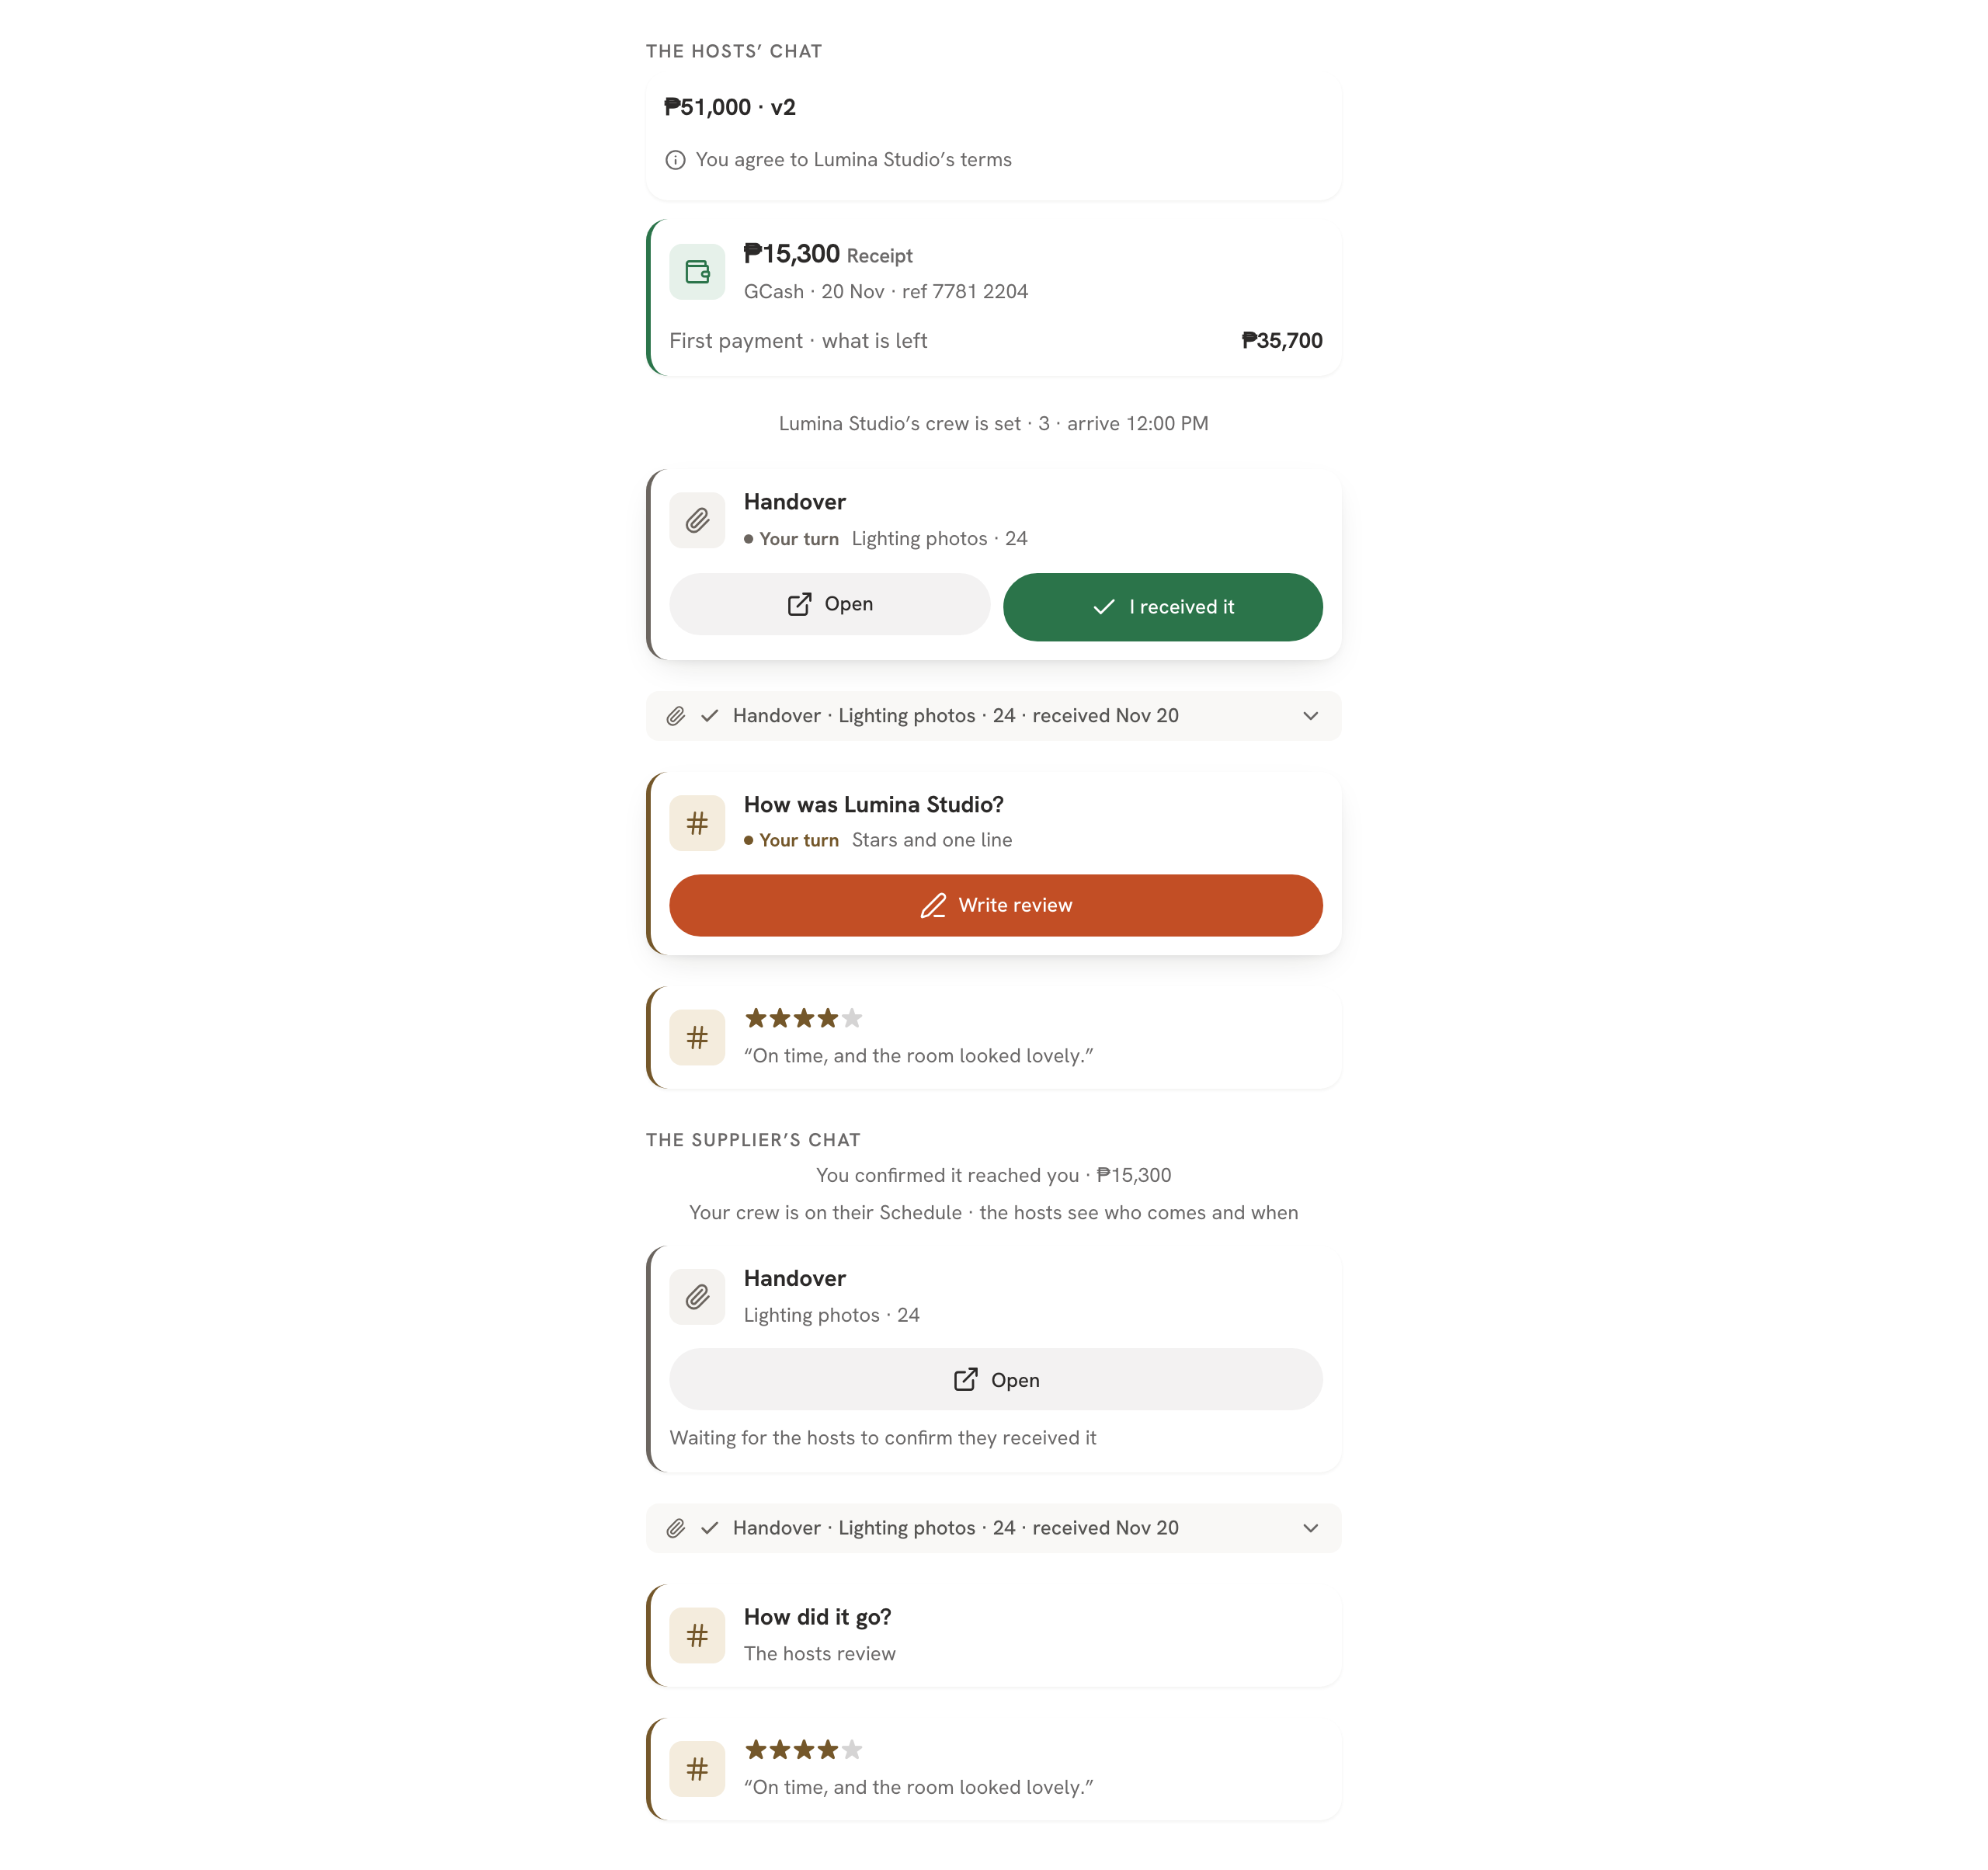 THE HOSTS’ CHAT
₱51,000 · v2
You agree to Lumina Studio’s terms
₱15,300 Receipt
GCash · 20 Nov · ref 7781 2204
First payment · what is left ₱35,700
Lumina Studio’s crew is set · 3 · arrive 12:00 PM
Handover
Your turn Lighting photos · 24
Open
I received it
Handover · Lighting photos · 24 · received Nov 20
How was Lumina Studio?
Your turn Stars and one line
Write review
“On time, and the room looked lovely.”
THE SUPPLIER’S CHAT
You confirmed it reached you · ₱15,300
Your crew is on their Schedule · the hosts see who comes and when
Handover
Lighting photos · 24
Open
Waiting for the hosts to confirm they received it
Handover · Lighting photos · 24 · received Nov 20
How did it go?
The hosts review
“On time, and the room looked lovely.”